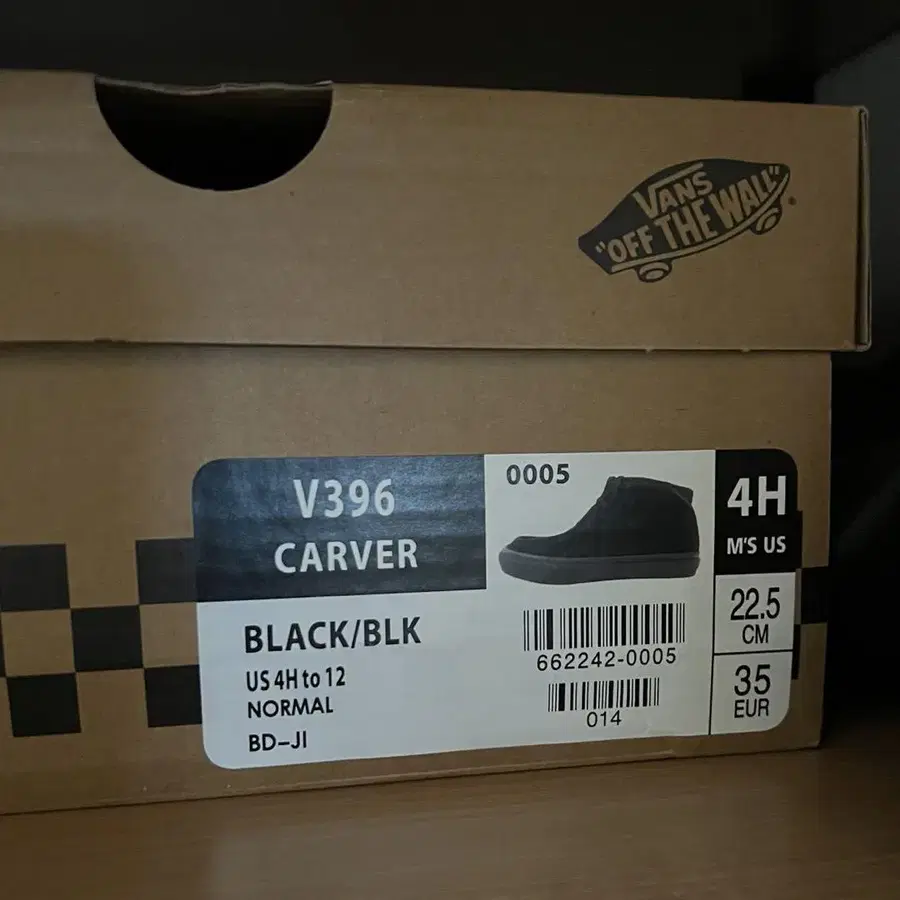 VANS
"OFF THE WALL"
V396
CARVER
BLACK/BLK
US 4H to 12
NORMAL
BD-JI
0005
662242-0005
014
4H
M'S US
22.5
CM
35
EUR